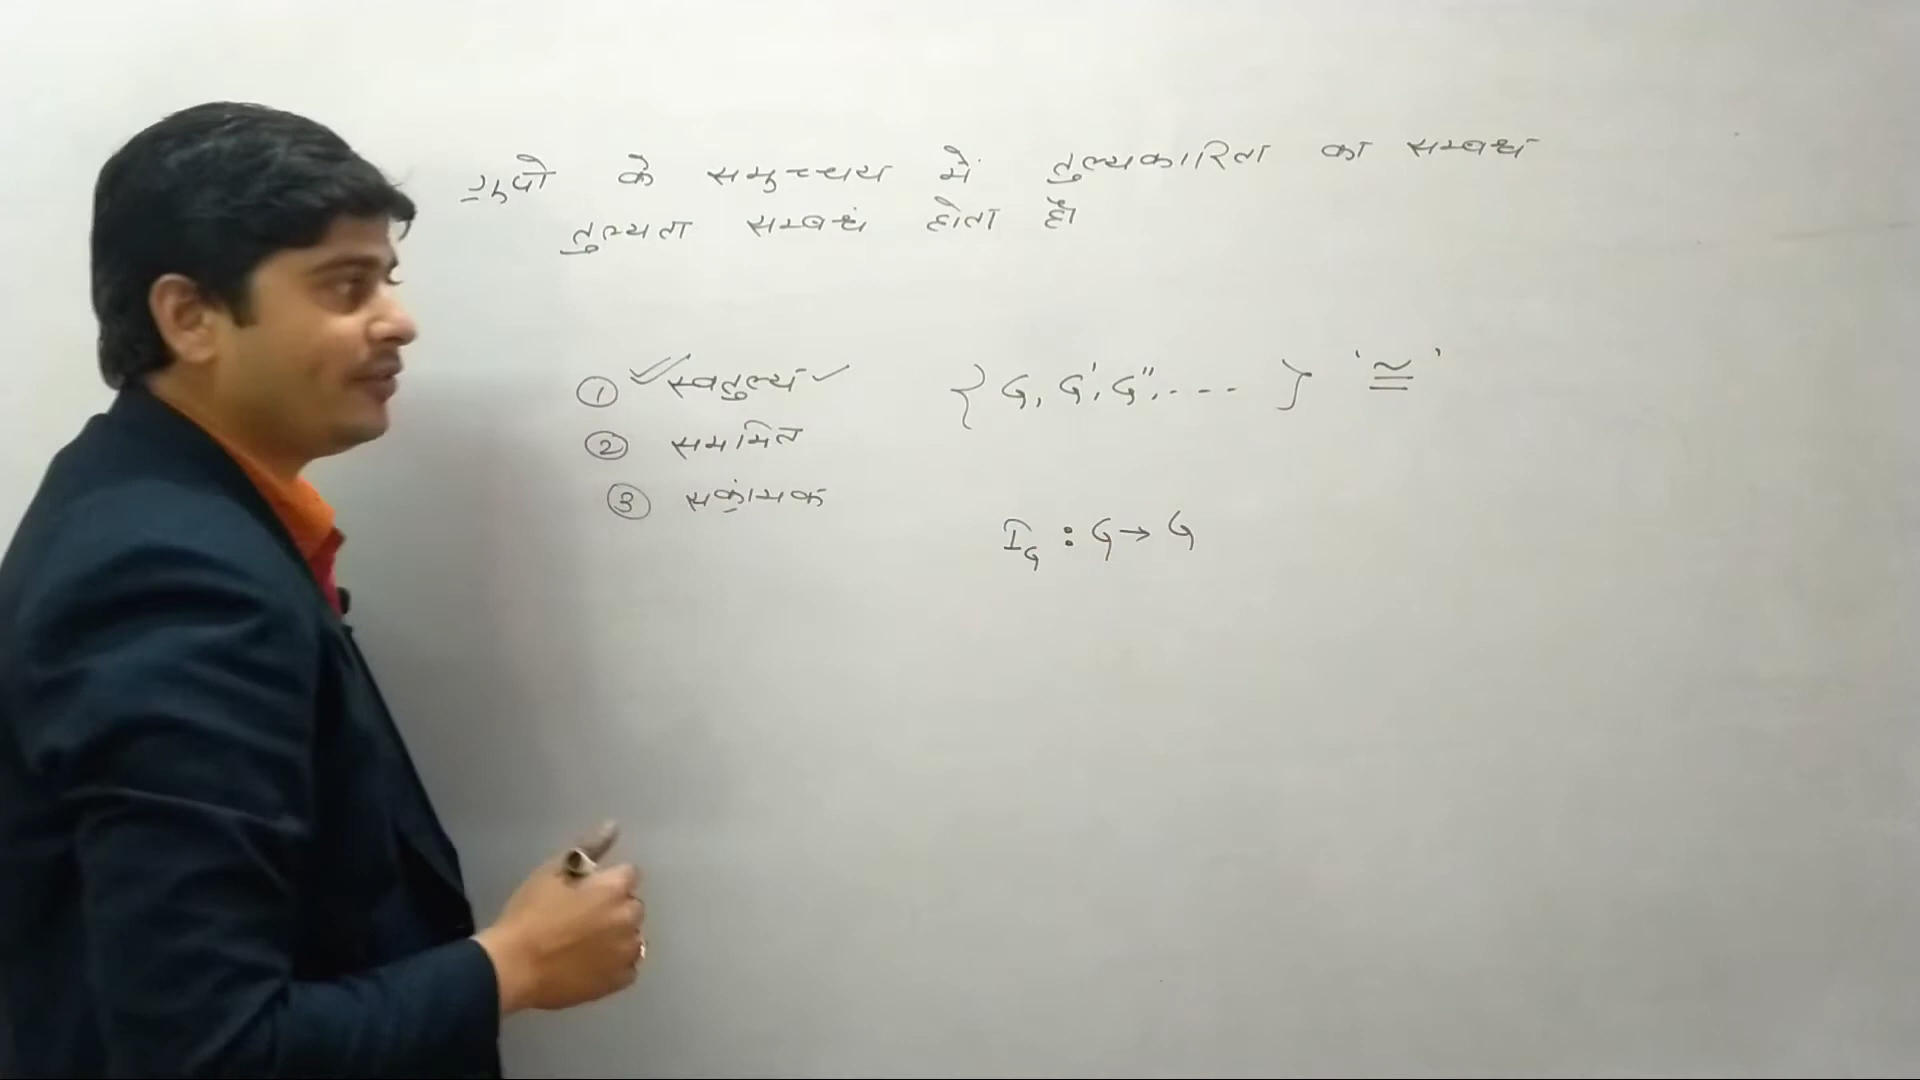 ग्रुपो के समुच्चय में तुल्यकारिता का सम्बंध
तुल्यता सम्बंध होता है।
① स्वतुल्य {G, G', G'', ... } '≅'
② सममित
③ सक्रांमक
I_G : G → G